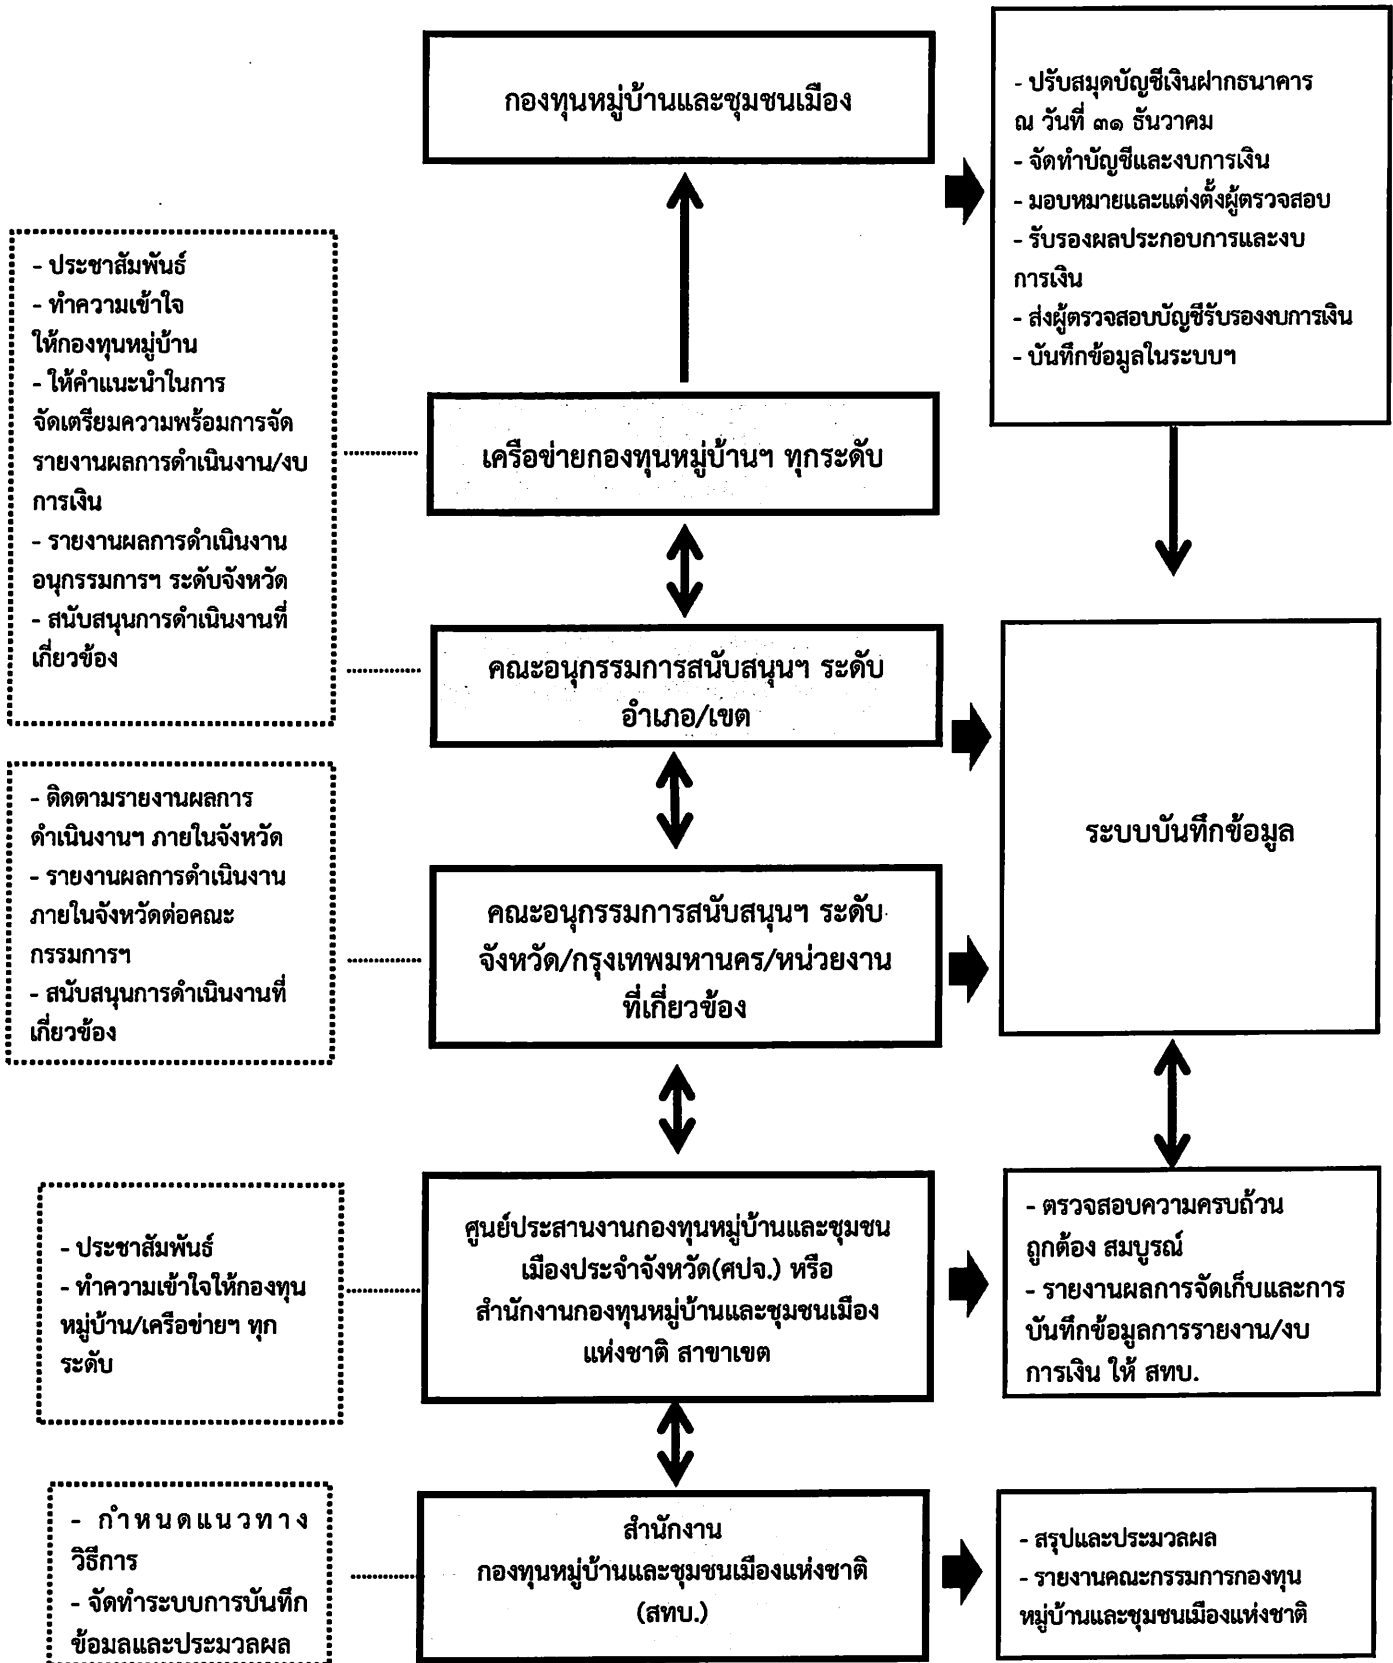 กองทุนหมู่บ้านและชุมชนเมือง
- ปรับสมุดบัญชีเงินฝากธนาคาร
ณ วันที่ ๓๑ ธันวาคม
- จัดทำบัญชีและงบการเงิน
- มอบหมายและแต่งตั้งผู้ตรวจสอบ
- รับรองผลประกอบการและงบ
การเงิน
- ส่งผู้ตรวจสอบบัญชีรับรองงบการเงิน
- บันทึกข้อมูลในระบบฯ
- ประชาสัมพันธ์
- ทำความเข้าใจ
ให้กองทุนหมู่บ้าน
- ให้คำแนะนำในการ
จัดเตรียมความพร้อมการจัด
รายงานผลการดำเนินงาน/งบ
การเงิน
- รายงานผลการดำเนินงาน
อนุกรรมการฯ ระดับจังหวัด
- สนับสนุนการดำเนินงานที่
เกี่ยวข้อง
เครือข่ายกองทุนหมู่บ้านฯ ทุกระดับ
คณะอนุกรรมการสนับสนุนฯ ระดับ
อำเภอ/เขต
ระบบบันทึกข้อมูล
- ติดตามรายงานผลการ
ดำเนินงานฯ ภายในจังหวัด
- รายงานผลการดำเนินงาน
ภายในจังหวัดต่อคณะ
กรรมการฯ
- สนับสนุนการดำเนินงานที่
เกี่ยวข้อง
คณะอนุกรรมการสนับสนุนฯ ระดับ
จังหวัด/กรุงเทพมหานคร/หน่วยงาน
ที่เกี่ยวข้อง
- ประชาสัมพันธ์
- ทำความเข้าใจให้กองทุน
หมู่บ้าน/เครือข่ายฯ ทุก
ระดับ
ศูนย์ประสานงานกองทุนหมู่บ้านและชุมชน
เมืองประจำจังหวัด(ศปจ.) หรือ
สำนักงานกองทุนหมู่บ้านและชุมชนเมือง
แห่งชาติ สาขาเขต
- ตรวจสอบความครบถ้วน
ถูกต้อง สมบูรณ์
- รายงานผลการจัดเก็บและการ
บันทึกข้อมูลการรายงาน/งบ
การเงิน ให้ สทบ.
- กำหนดแนวทาง
วิธีการ
- จัดทำระบบการบันทึก
ข้อมูลและประมวลผล
สำนักงาน
กองทุนหมู่บ้านและชุมชนเมืองแห่งชาติ
(สทบ.)
- สรุปและประมวลผล
- รายงานคณะกรรมการกองทุน
หมู่บ้านและชุมชนเมืองแห่งชาติ